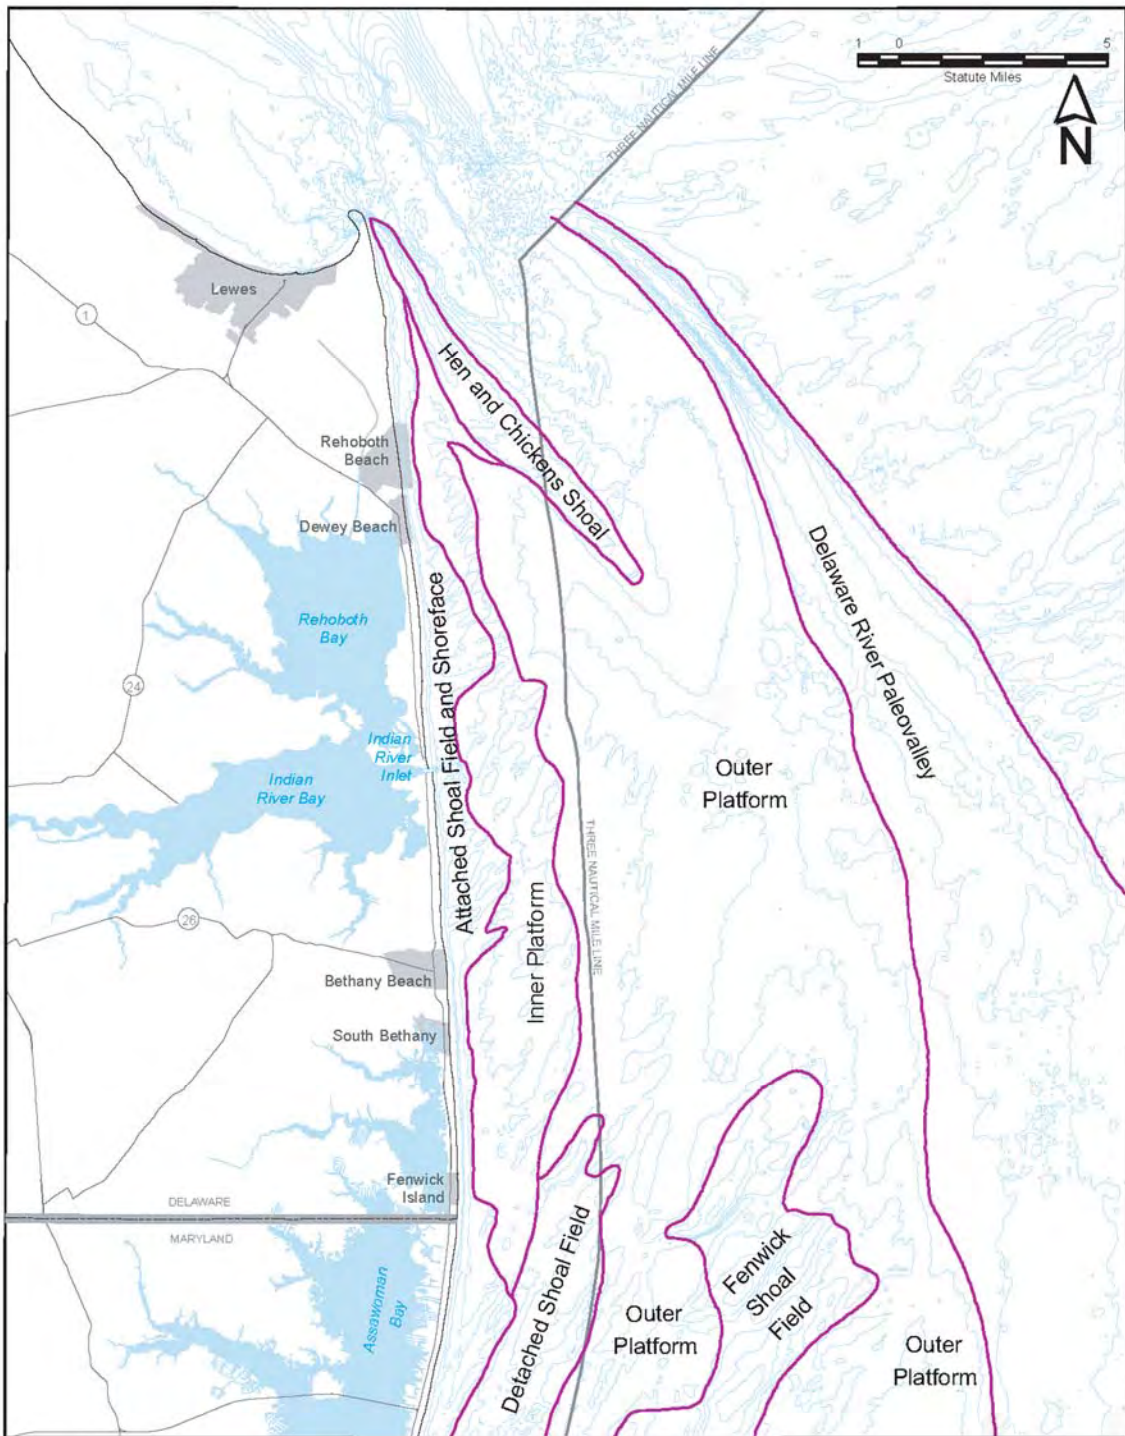 1 0 5
Statute Miles
N
THREE NAUTICAL MILE LINE
Lewes
1
Hen and Chickens Shoal
Rehoboth
Beach
Dewey Beach
Rehoboth
Bay
Attached Shoal Field and Shoreface
Delaware River Paleovalley
24
Indian
River
Inlet
Indian
River Bay
Outer
Platform
THREE NAUTICAL MILE LINE
Inner Platform
26
Bethany Beach
South Bethany
Fenwick
Island
DELAWARE
MARYLAND
Assawoman
Bay
Detached Shoal Field
Fenwick
Shoal
Field
Outer
Platform
Outer
Platform